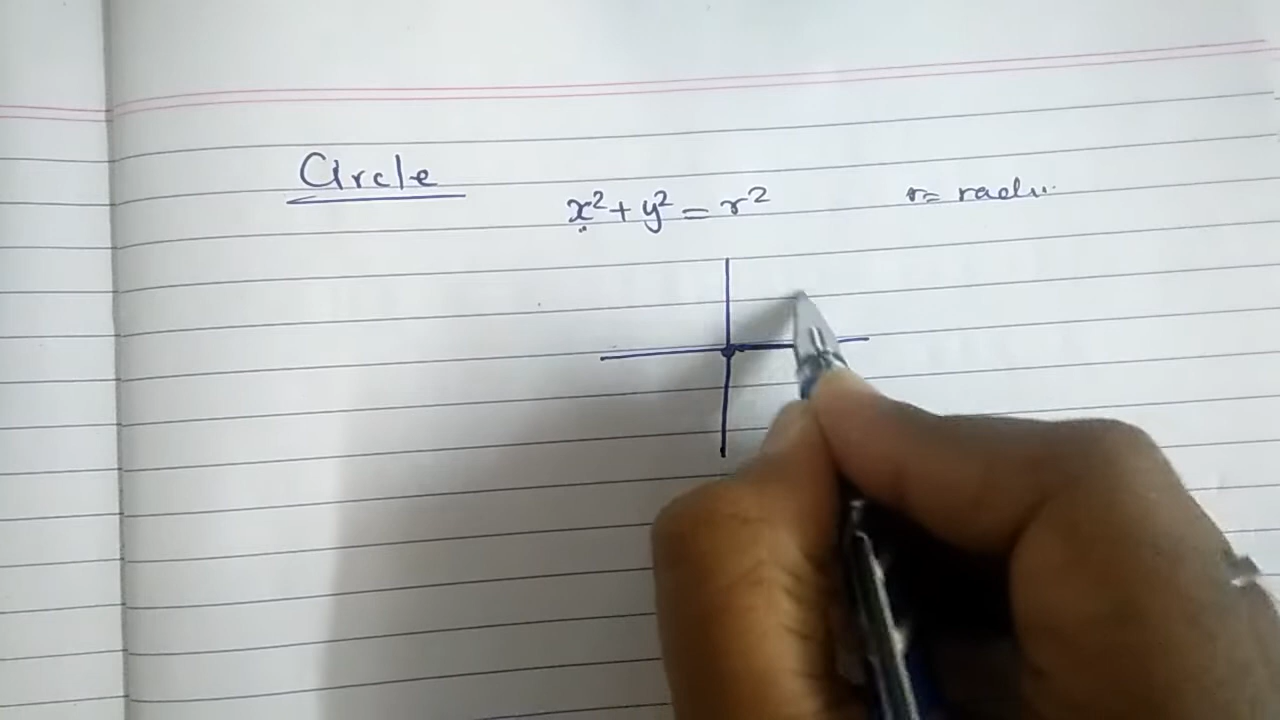 Circle
x² + y² = r²
r = radi..